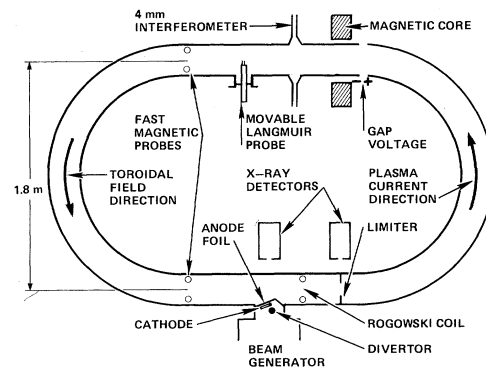 4 mm
INTERFEROMETER
MAGNETIC CORE
- +
FAST
MAGNETIC
PROBES
MOVABLE
LANGMUIR
PROBE
GAP
VOLTAGE
TOROIDAL
FIELD
DIRECTION
X-RAY
DETECTORS
PLASMA
CURRENT
DIRECTION
1.8 m
ANODE
FOIL
LIMITER
CATHODE
ROGOWSKI COIL
BEAM
GENERATOR
DIVERTOR